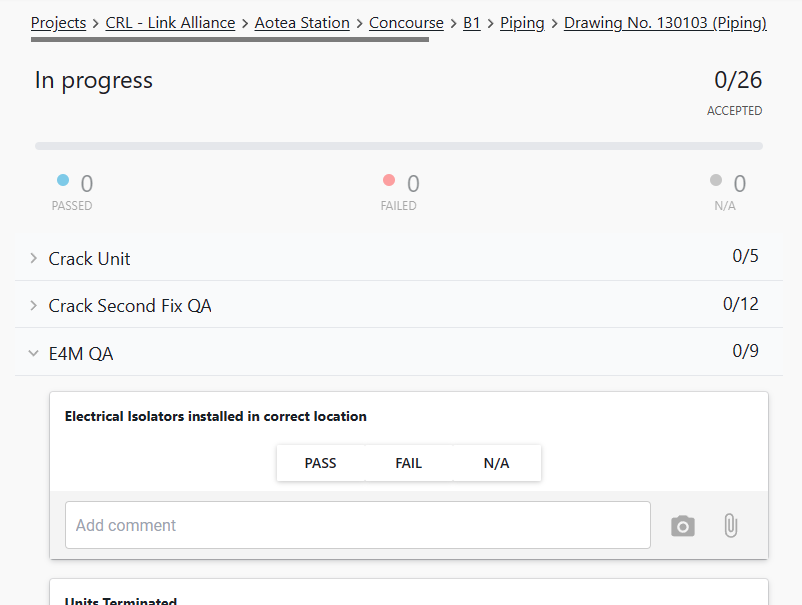 Projects > CRL - Link Alliance > Aotea Station > Concourse > B1 > Piping > Drawing No. 130103 (Piping)
In progress 0/26
ACCEPTED
0 0 0
PASSED FAILED N/A
Crack Unit 0/5
Crack Second Fix QA 0/12
E4M QA 0/9
Electrical Isolators installed in correct location
PASS FAIL N/A
Add comment
Units Terminated